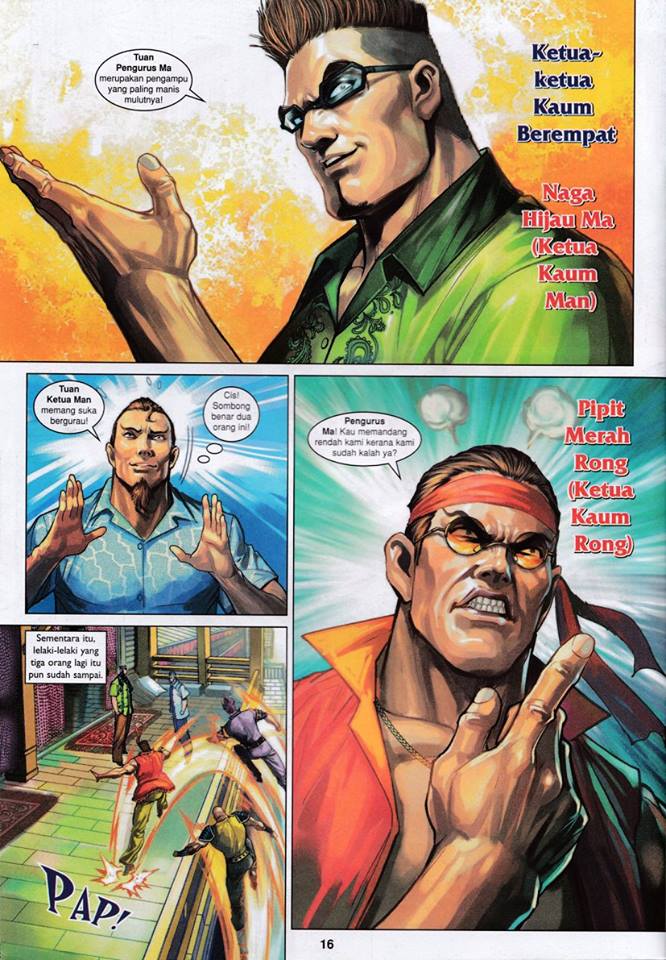 Tuan
Pengurus Ma
merupakan pengampu
yang paling manis
mulutnya!
Ketua-
ketua
Kaum
Berempat
Naga
Hijau Ma
(Ketua
Kaum
Man)
Tuan
Ketua Man
memang suka
bergurau!
Cis!
Sombong
benar dua
orang ini!
Pengurus
Ma! Kau memandang
rendah kami kerana kami
sudah kalah ya?
Pipit
Merah
Rong
(Ketua
Kaum
Rong)
Sementara itu,
lelaki-lelaki yang
tiga orang lagi itu
pun sudah sampai.
PAP!
16